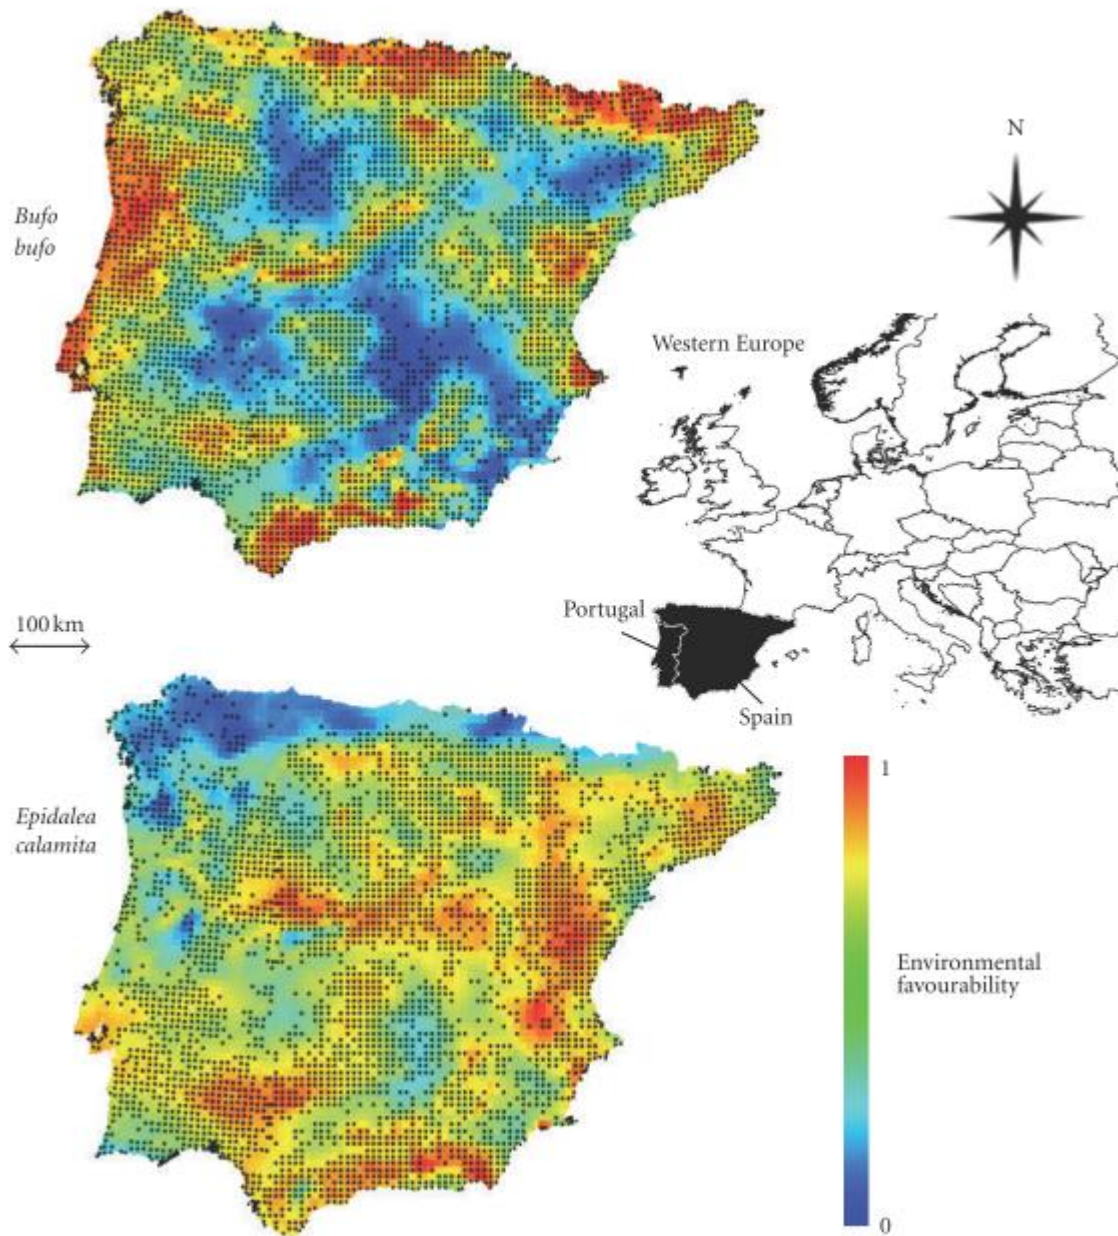 Bufo
bufo
N
Western Europe
Portugal
Spain
100 km
Epidalea
calamita
1
Environmental
favourability
0